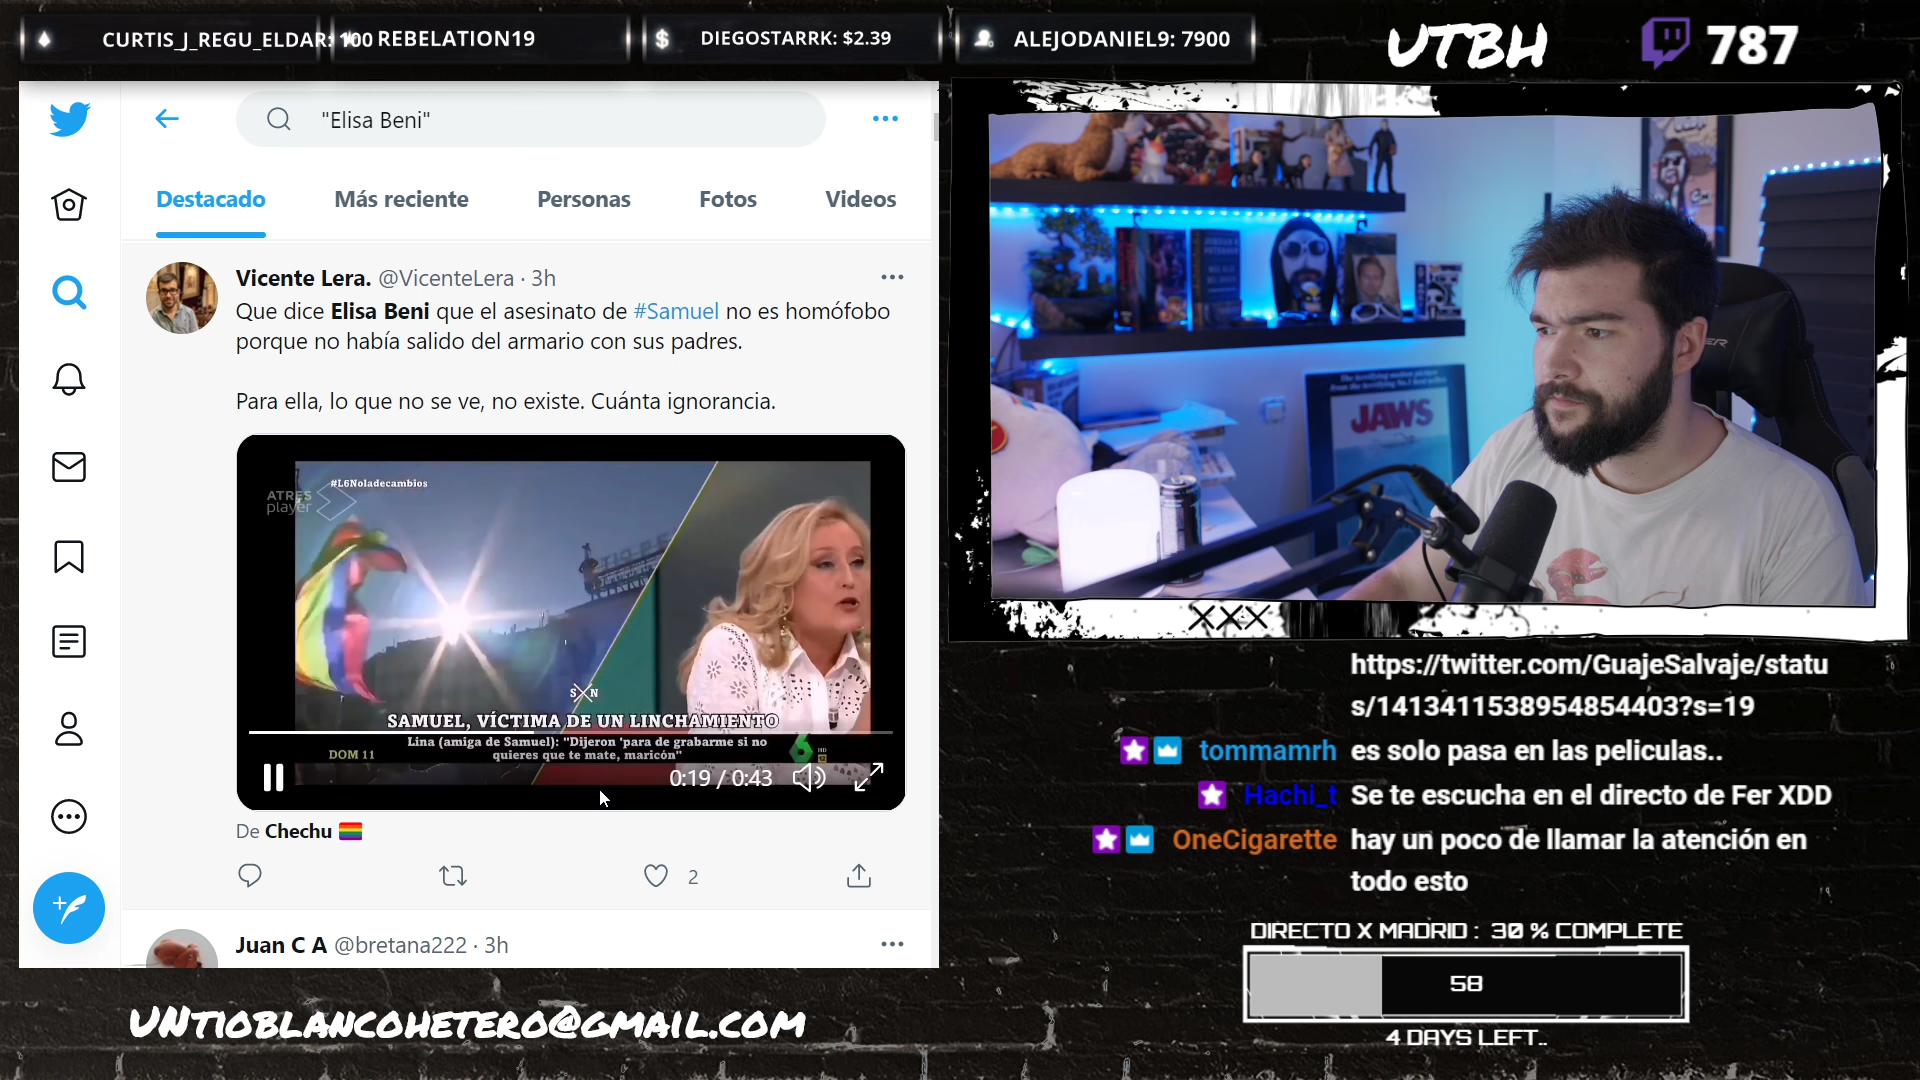 CURTIS_J_REGU_ELDAR: 100
REBELATION19
DIEGOSTARRK: $2.39
ALEJODANIEL9: 7900
UTBH
787
"Elisa Beni"
Destacado
Más reciente
Personas
Fotos
Videos
Vicente Lera. @VicenteLera · 3h
Que dice Elisa Beni que el asesinato de #Samuel no es homófobo
porque no había salido del armario con sus padres.
Para ella, lo que no se ve, no existe. Cuánta ignorancia.
#L6Noladecambios
ATRES
player
SXN
SAMUEL, VÍCTIMA DE UN LINCHAMIENTO
Lina (amiga de Samuel): "Dijeron 'para de grabarme si no
quieres que te mate, maricón"
DOM 11
6
0:19 / 0:43
De Chechu
2
Juan C A @bretana222 · 3h
JAWS
XXX
https://twitter.com/GuajeSalvaje/statu
s/1413411538954854403?s=19
tommamrh es solo pasa en las peliculas..
Hachi_t Se te escucha en el directo de Fer XDD
OneCigarette hay un poco de llamar la atención en
todo esto
DIRECTO X MADRID : 30 % COMPLETE
58
4 DAYS LEFT..
UNTIOBLANCOHETERO@GMAIL.COM